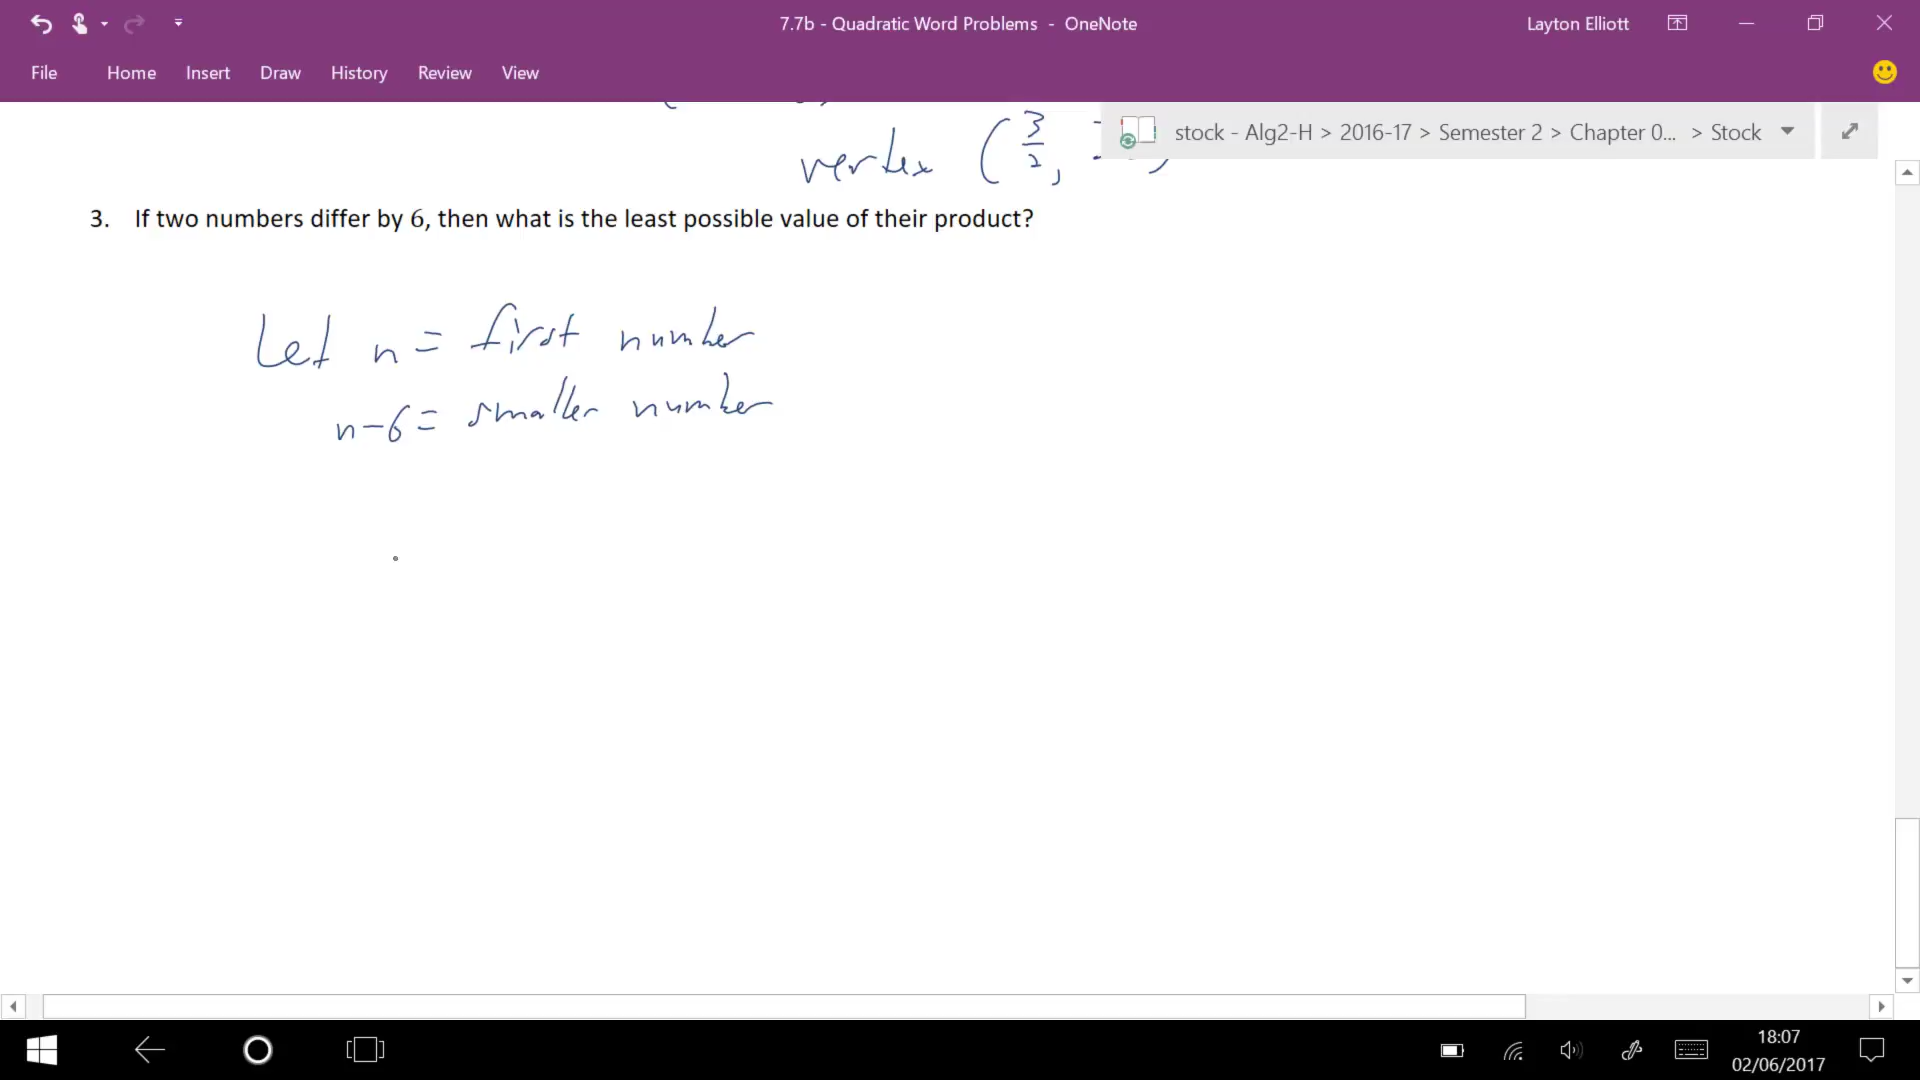 7.7b - Quadratic Word Problems - OneNote
Layton Elliott
File Home Insert Draw History Review View
stock - Alg2-H > 2016-17 > Semester 2 > Chapter 0... > Stock
vertex ( 3/2,
3. If two numbers differ by 6, then what is the least possible value of their product?
Let n = first number
n-6 = smaller number
18:07
02/06/2017